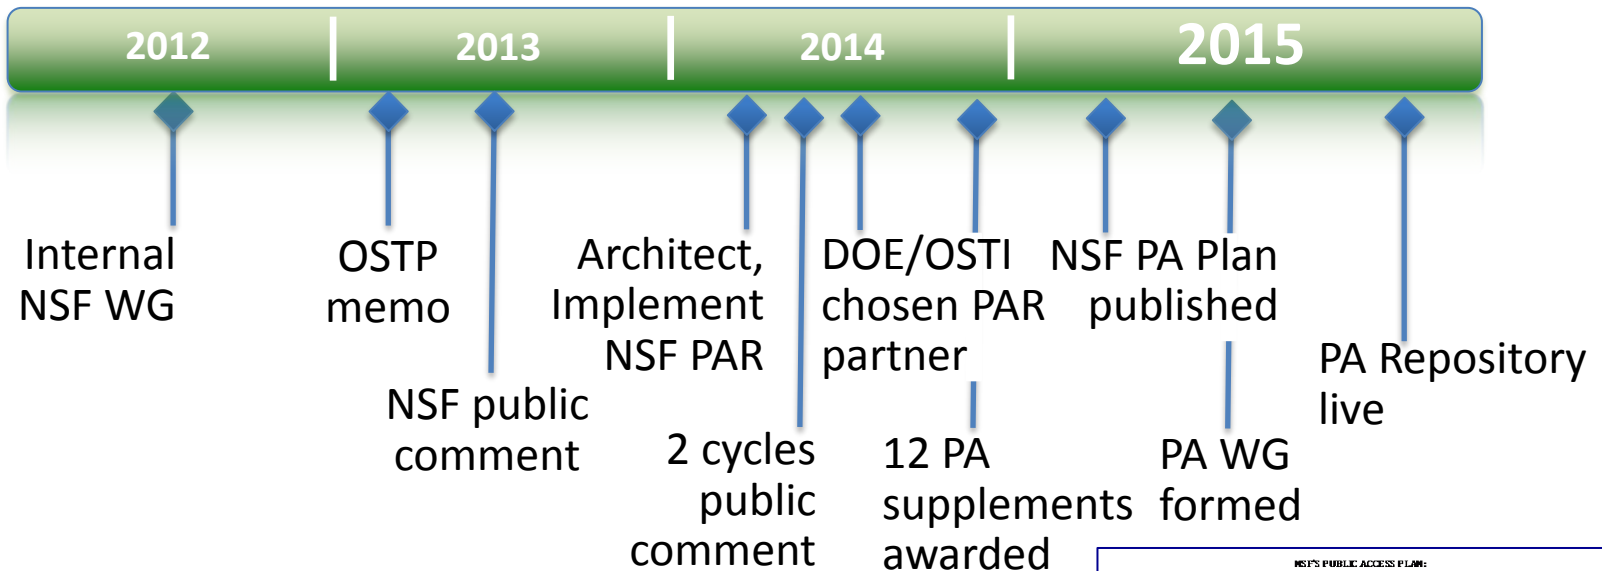 2012
2013
2014
2015
Internal
NSF WG
OSTP
memo
NSF public
comment
Architect,
Implement
NSF PAR
2 cycles
public
comment
DOE/OSTI
chosen PAR
partner
12 PA
supplements
awarded
NSF PA Plan
published
PA WG
formed
PA Repository
live
NSF'S PUBLIC ACCESS PLAN: